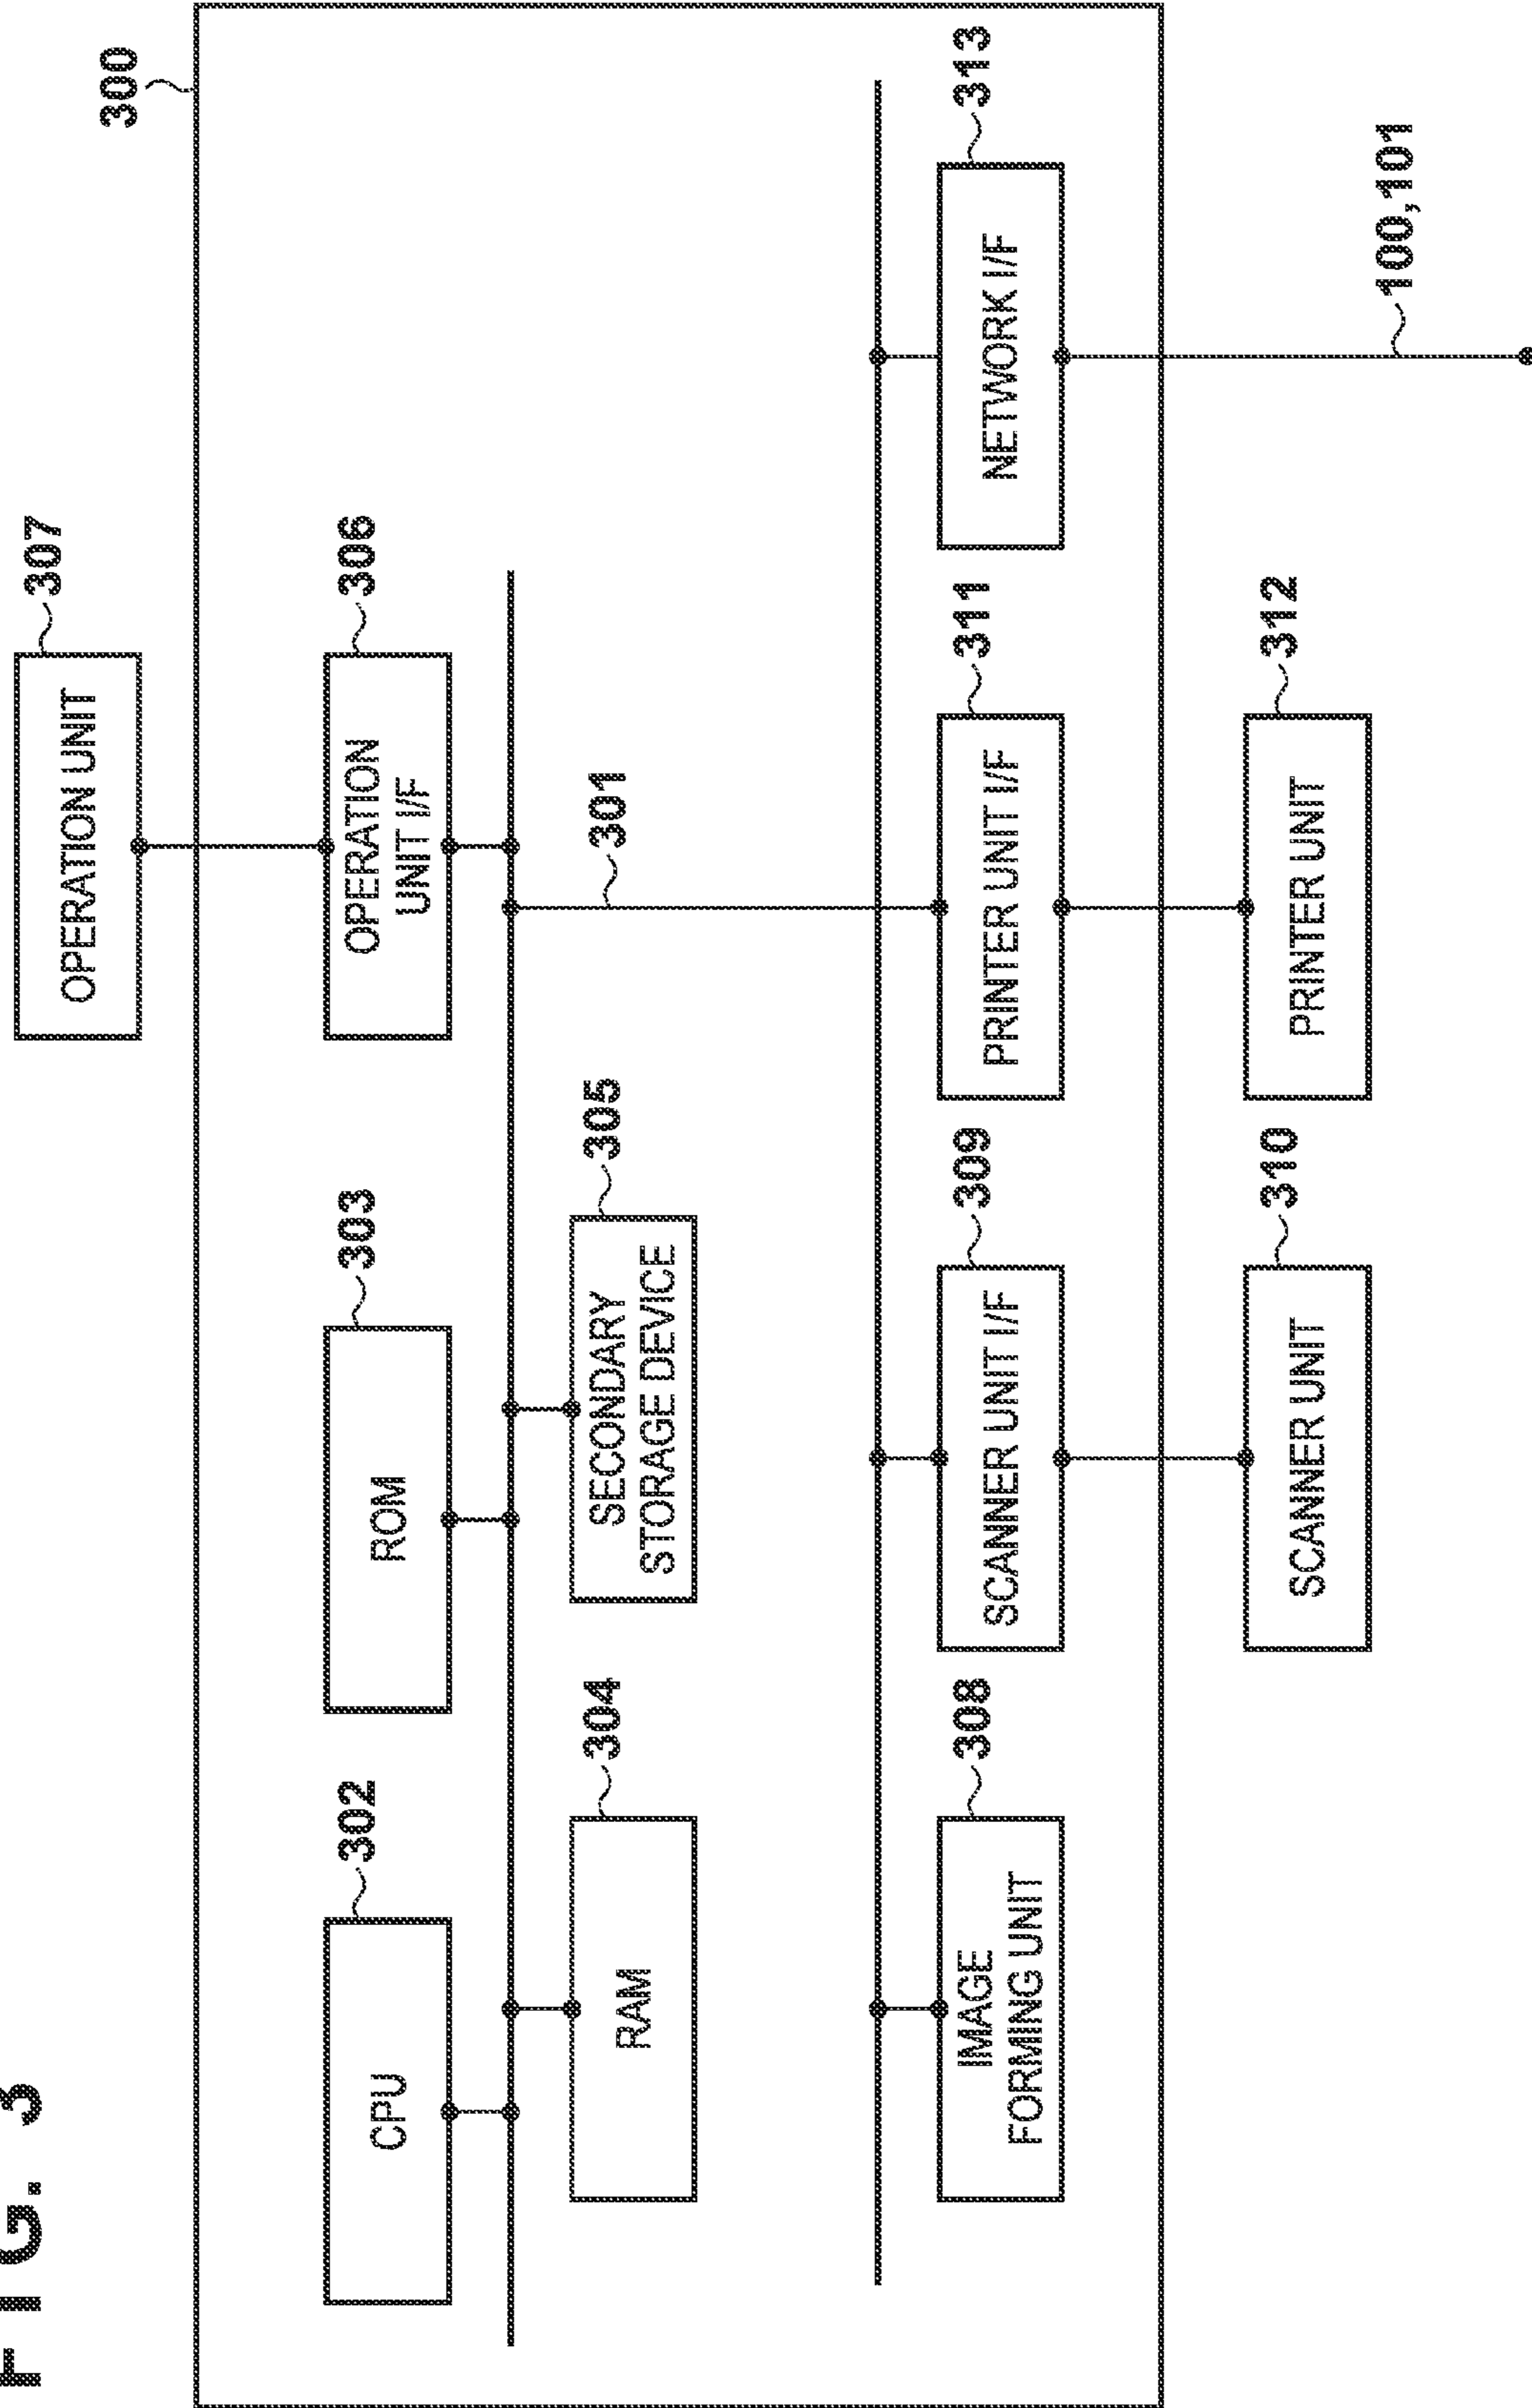 FIG. 3
300
OPERATION UNIT
307
CPU
302
ROM
303
OPERATION
UNIT I/F
306
RAM
304
SECONDARY
STORAGE DEVICE
305
301
IMAGE
FORMING UNIT
308
SCANNER UNIT I/F
309
PRINTER UNIT I/F
311
NETWORK I/F
313
SCANNER UNIT
310
PRINTER UNIT
312
100,101